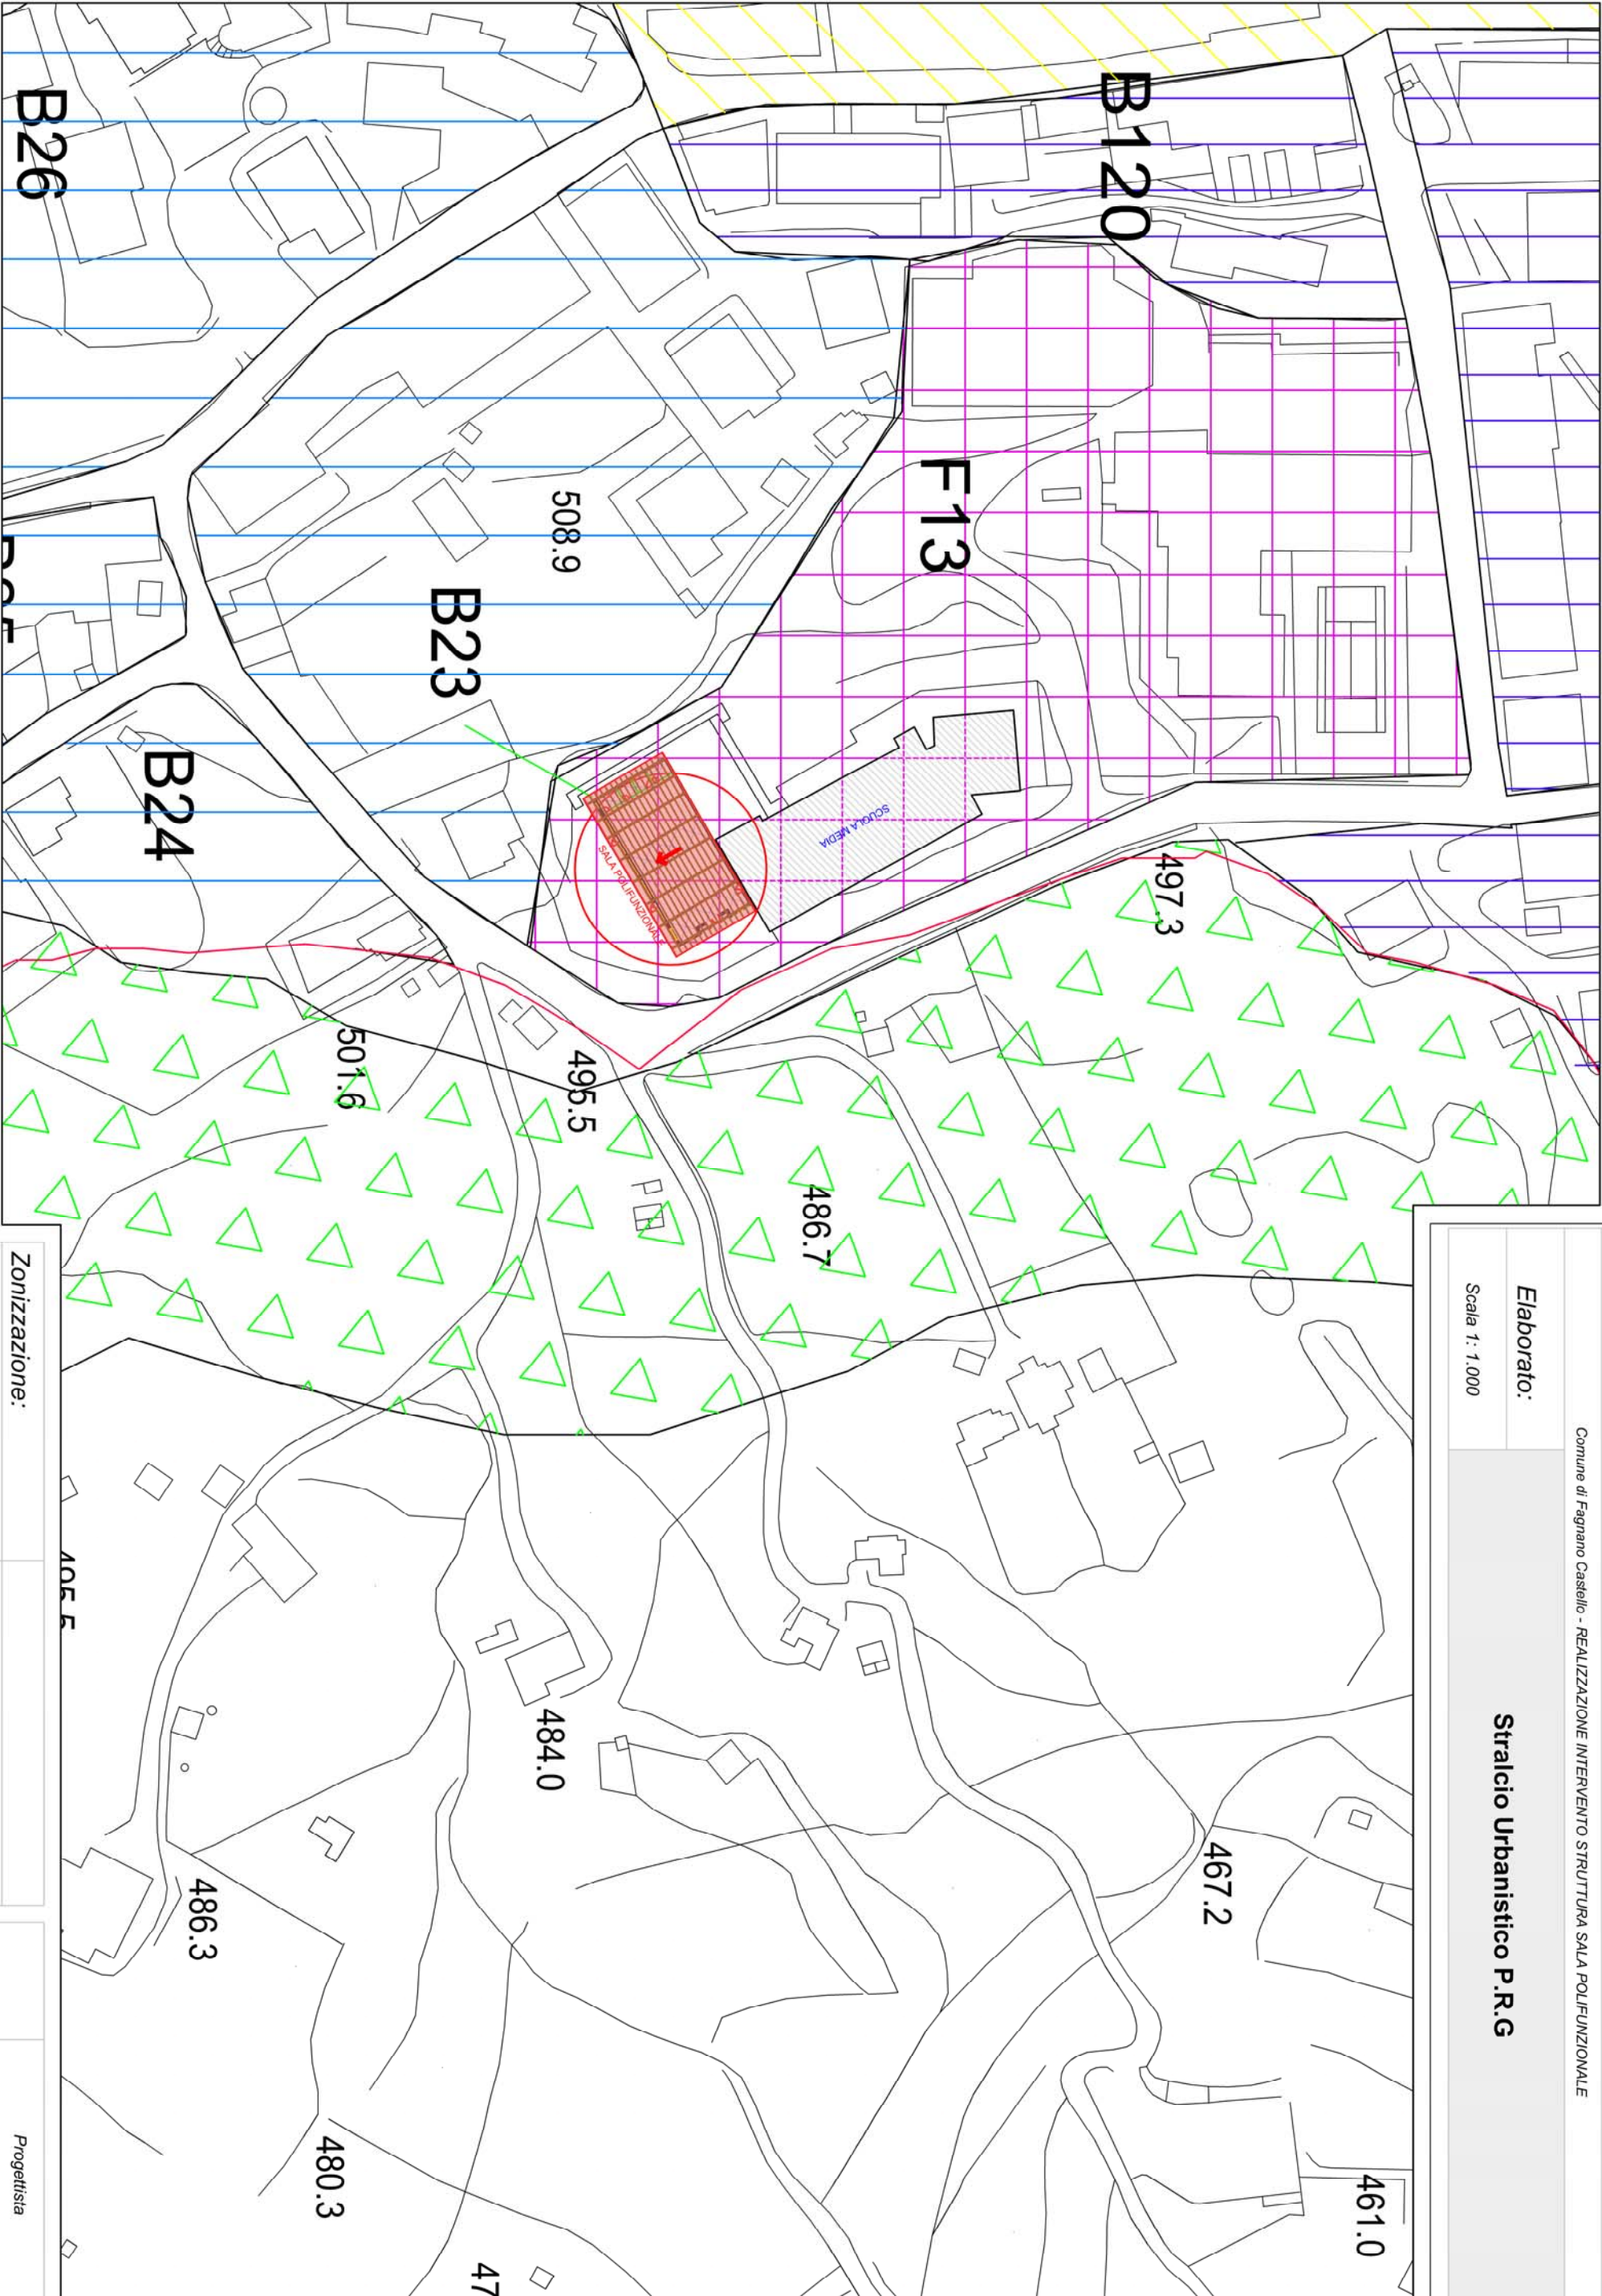 Comune di Fagnano Castello - REALIZZAZIONE INTERVENTO STRUTTURA SALA POLIFUNZIONALE
Elaborato:
Stralcio Urbanistico P.R.G
Scala 1: 1.000
B120
F13
497.3
467.2
461.0
SCUOLA MEDIA
486.7
SALA POLIFUNZIONALE
508.9
495.5
484.0
B23
501.6
480.3
B24
486.3
B26
Zonizzazione:
Progettista